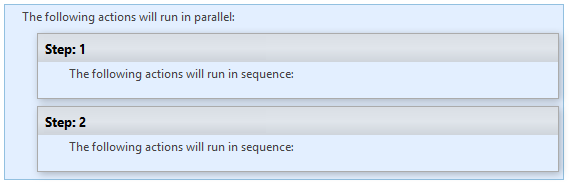 The following actions will run in parallel:
Step: 1
The following actions will run in sequence:
Step: 2
The following actions will run in sequence: